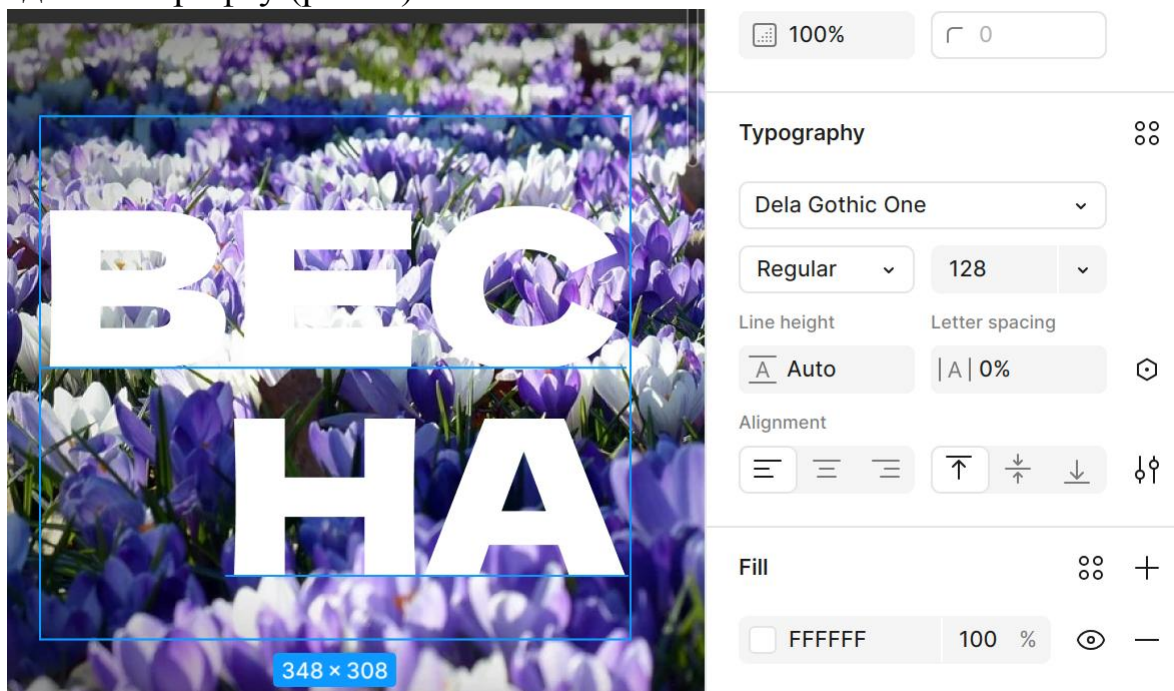 100%
0
Typography
Dela Gothic One
Regular
128
Line height
Letter spacing
A Auto
|A| 0%
Alignment
Fill
FFFFFF
100 %
ВЕС
НА
348 × 308